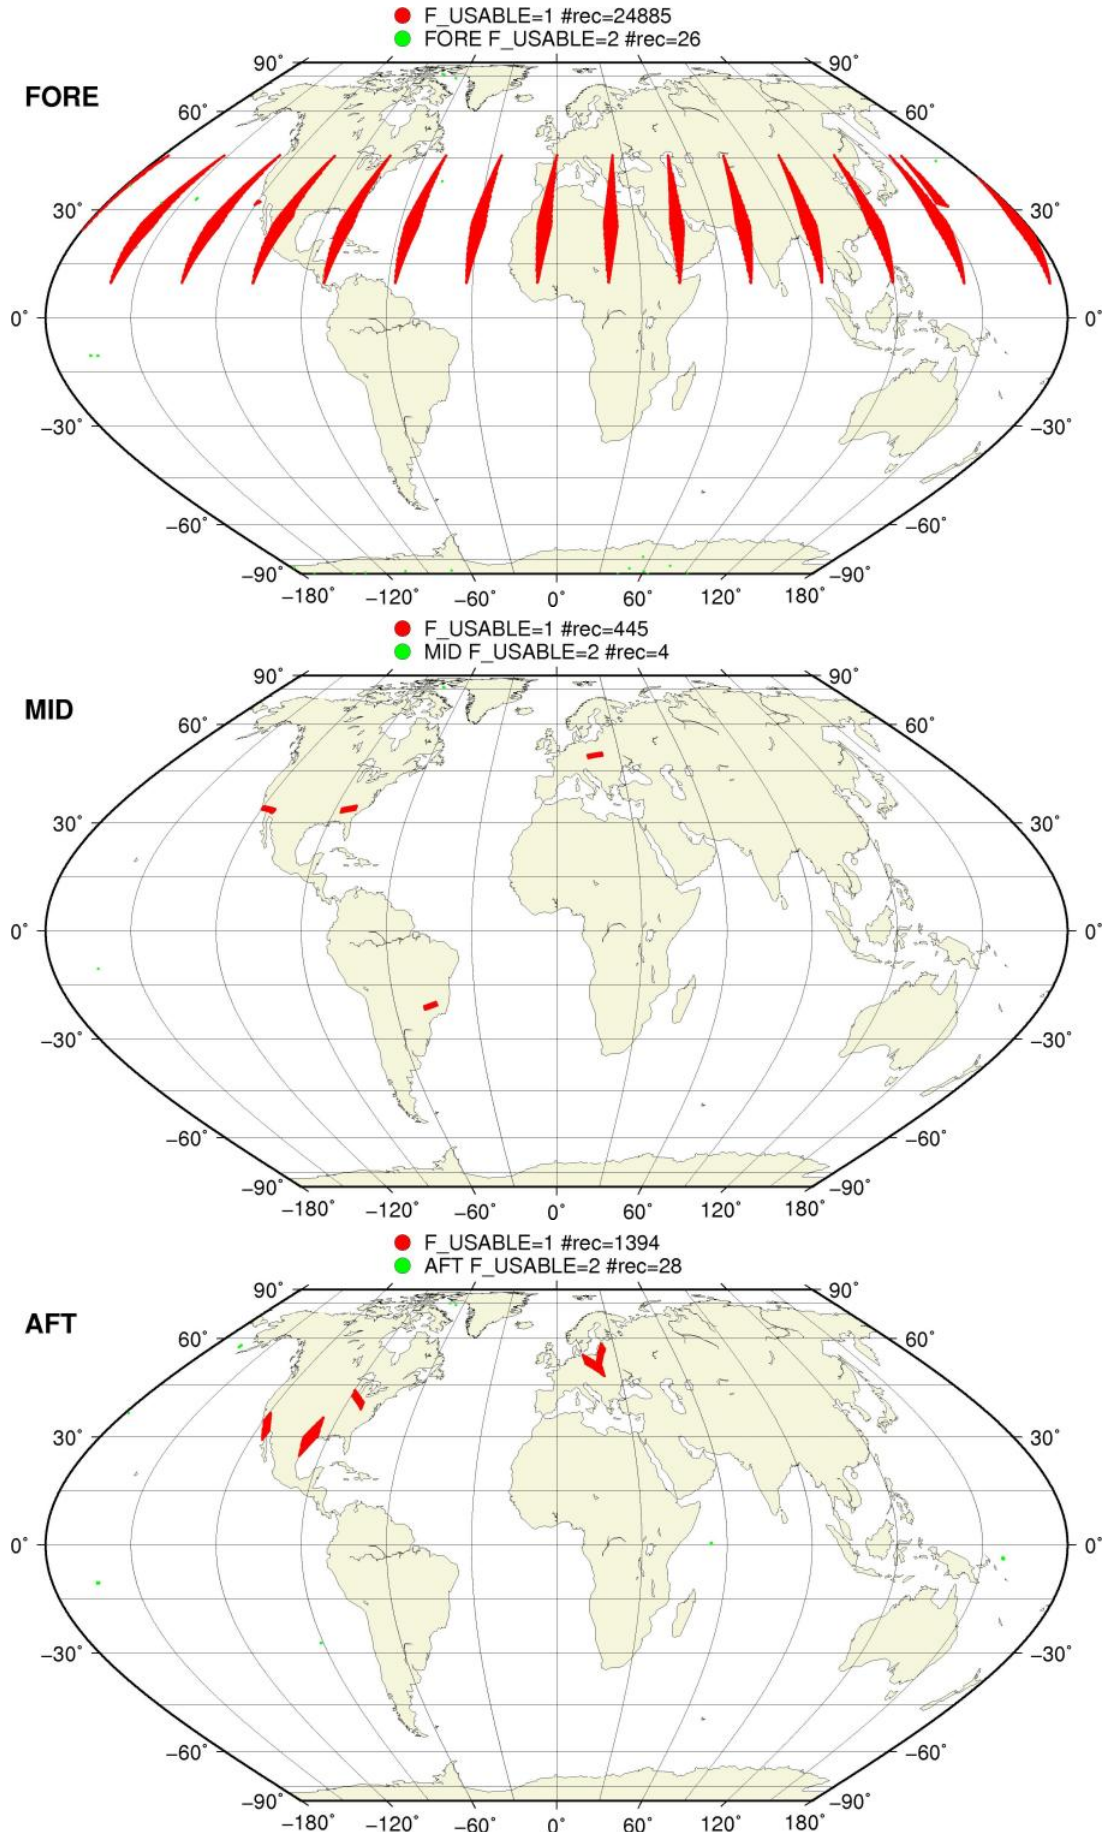 F_USABLE=1 #rec=24885
FORE F_USABLE=2 #rec=26
FORE
90˚ 90˚
60˚ 60˚
30˚ 30˚
0˚ 0˚
−30˚ −30˚
−60˚ −60˚
−90˚ −90˚
−180˚ −120˚ −60˚ 0˚ 60˚ 120˚ 180˚
F_USABLE=1 #rec=445
MID F_USABLE=2 #rec=4
MID
90˚ 90˚
60˚ 60˚
30˚ 30˚
0˚ 0˚
−30˚ −30˚
−60˚ −60˚
−90˚ −90˚
−180˚ −120˚ −60˚ 0˚ 60˚ 120˚ 180˚
F_USABLE=1 #rec=1394
AFT F_USABLE=2 #rec=28
AFT
90˚ 90˚
60˚ 60˚
30˚ 30˚
0˚ 0˚
−30˚ −30˚
−60˚ −60˚
−90˚ −90˚
−180˚ −120˚ −60˚ 0˚ 60˚ 120˚ 180˚